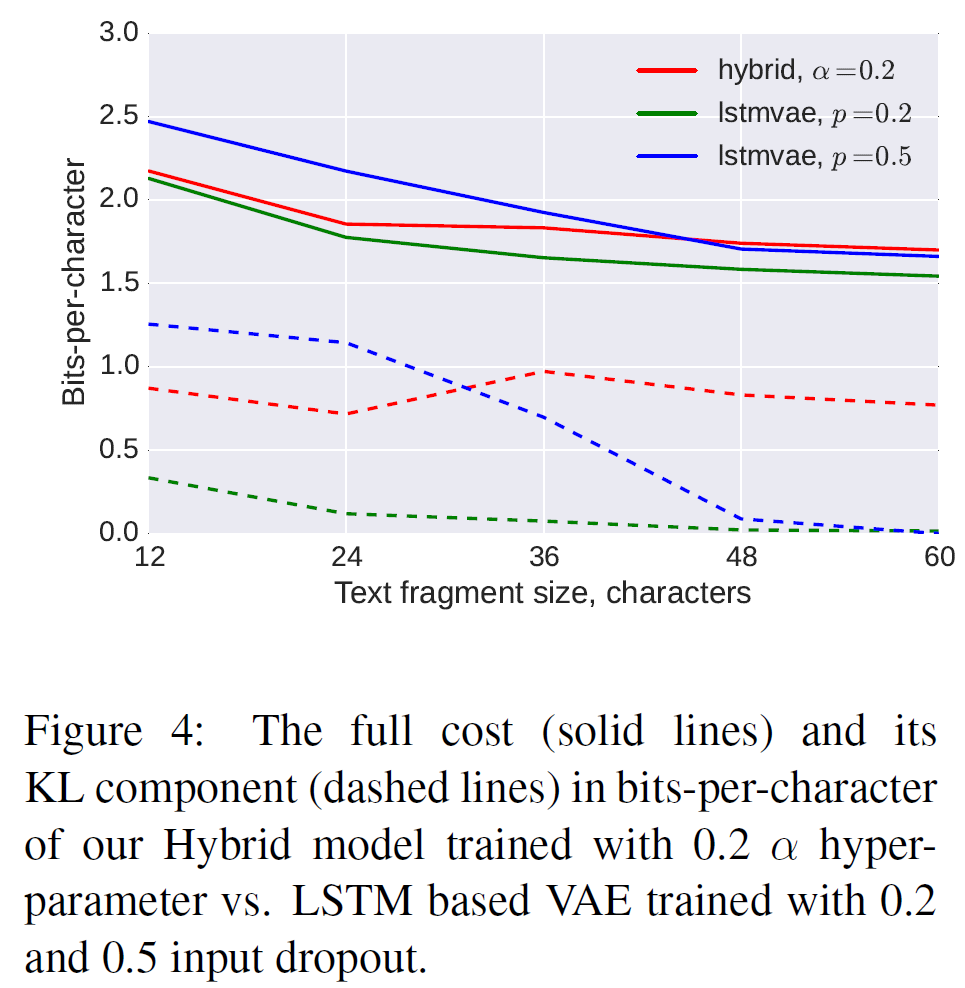 3.0
2.5
2.0
1.5
1.0
0.5
0.0
Bits-per-character
hybrid, α=0.2
lstmvae, p=0.2
lstmvae, p=0.5
12 24 36 48 60
Text fragment size, characters
Figure 4: The full cost (solid lines) and its
KL component (dashed lines) in bits-per-character
of our Hybrid model trained with 0.2 α hyper-
parameter vs. LSTM based VAE trained with 0.2
and 0.5 input dropout.